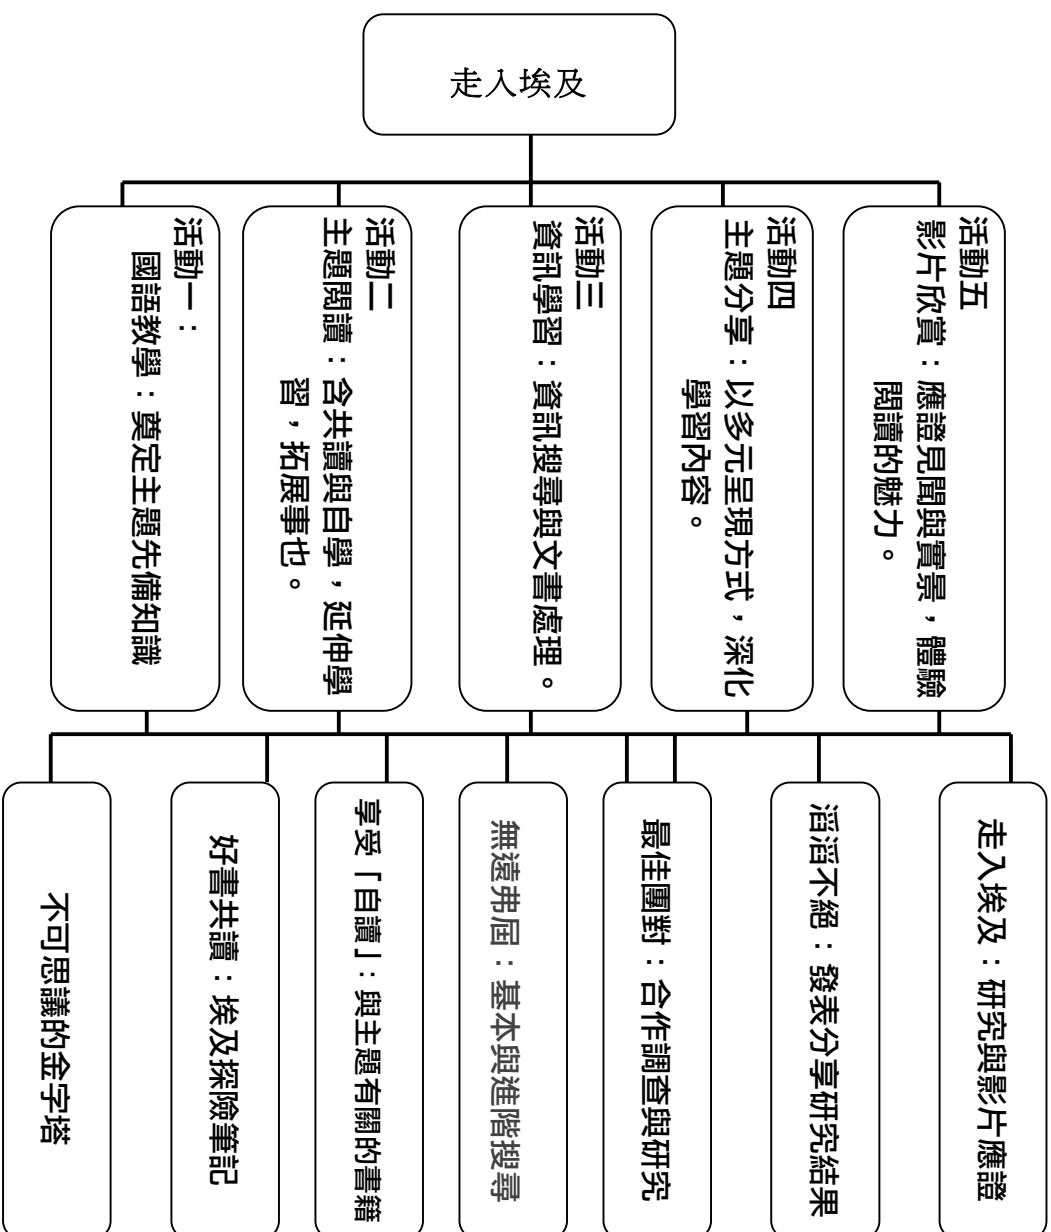 走入埃及
活動一：
國語教學：奠定主題先備知識
活動二
主題閱讀：含共讀與自學，延伸學
習，拓展事也。
活動三
資訊學習：資訊搜尋與文書處理。
活動四
主題分享：以多元呈現方式，深化
學習內容。
活動五
影片欣賞：應證見聞與實景，體驗
閱讀的魅力。
不可思議的金字塔
好書共讀：埃及探險筆記
享受「自讀」：與主題有關的書籍
無遠弗屆：基本與進階搜尋
最佳團對：合作調查與研究
滔滔不絕：發表分享研究結果
走入埃及：研究與影片應證